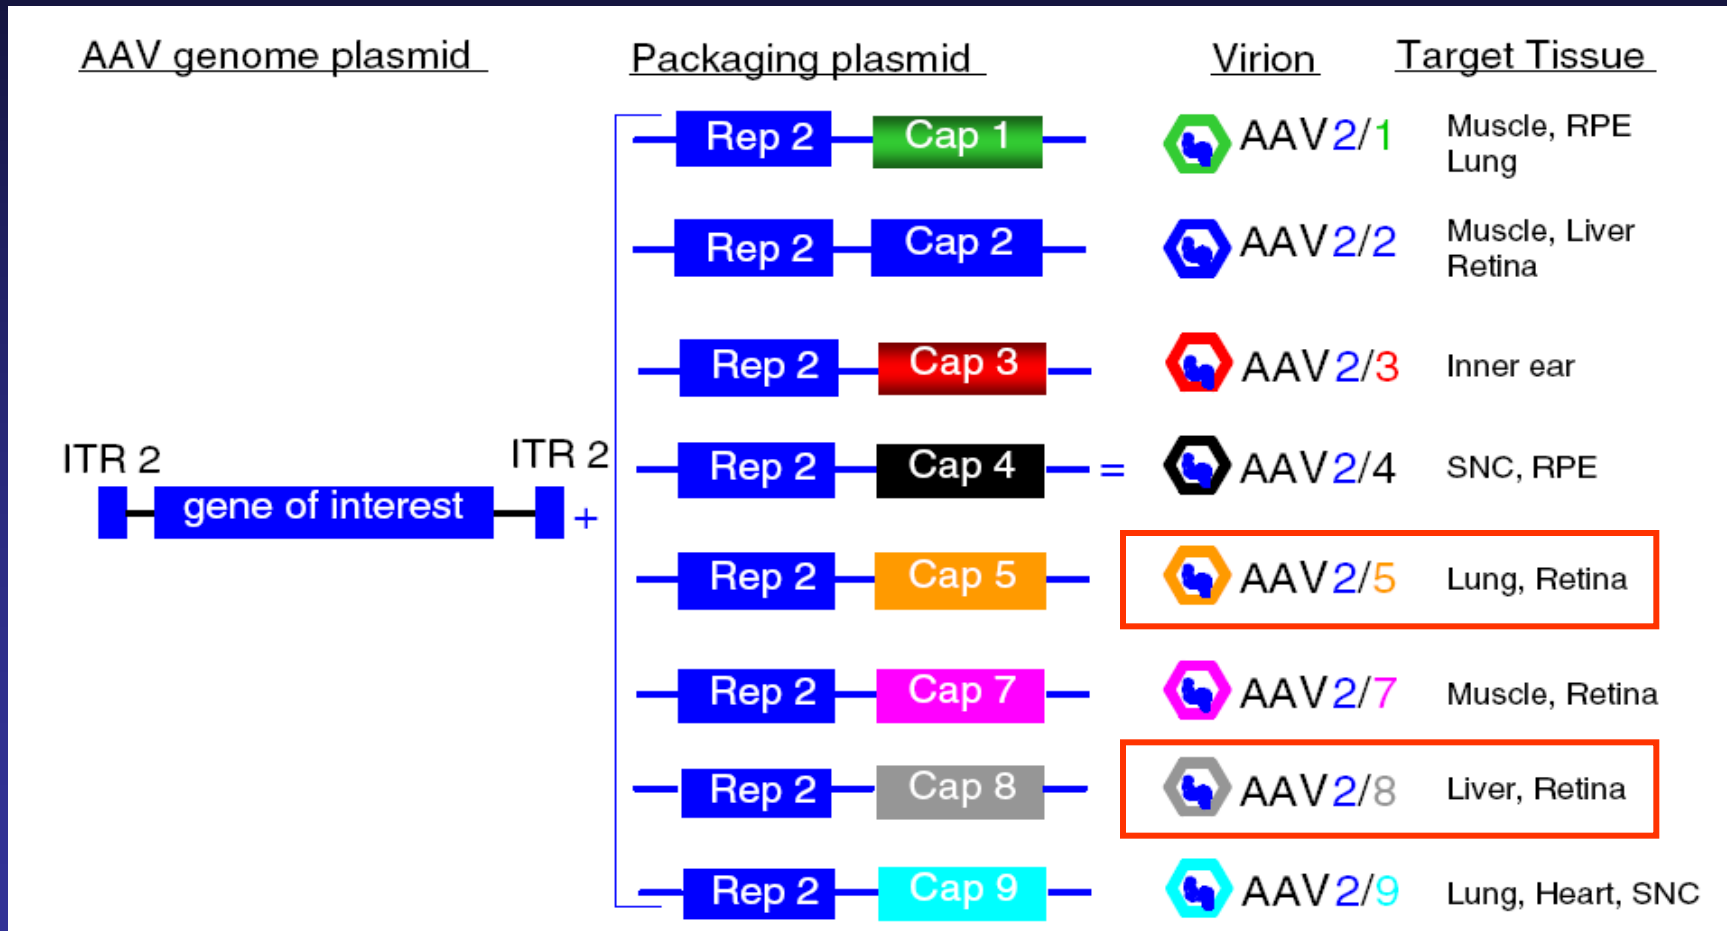 AAV genome plasmid
Packaging plasmid
Virion
Target Tissue
Rep 2 Cap 1 AAV2/1 Muscle, RPE
Lung
Rep 2 Cap 2 AAV2/2 Muscle, Liver
Retina
Rep 2 Cap 3 AAV2/3 Inner ear
ITR 2 ITR 2
gene of interest +
Rep 2 Cap 4 = AAV2/4 SNC, RPE
Rep 2 Cap 5 AAV2/5 Lung, Retina
Rep 2 Cap 7 AAV2/7 Muscle, Retina
Rep 2 Cap 8 AAV2/8 Liver, Retina
Rep 2 Cap 9 AAV2/9 Lung, Heart, SNC